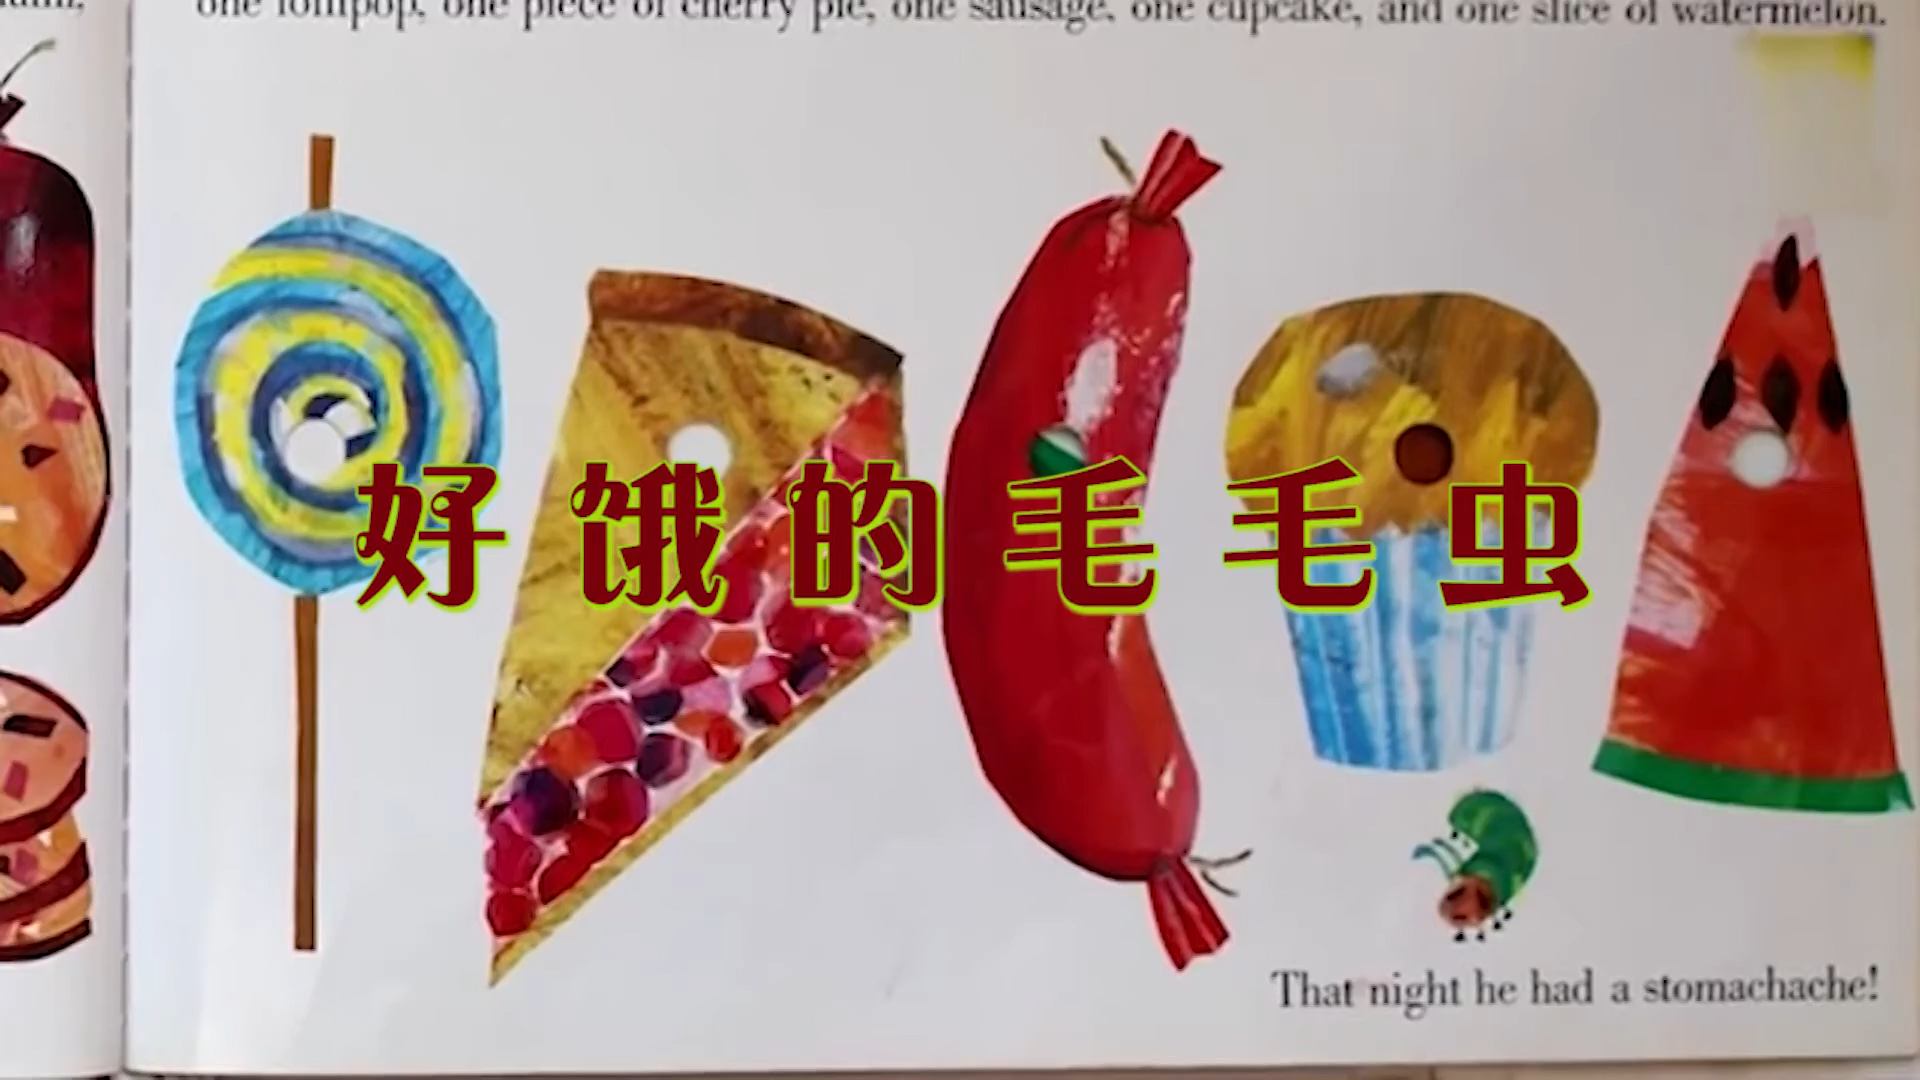 one lollipop, one piece of cherry pie, one sausage, one cupcake, and one slice of watermelon.
好饿的毛毛虫
That night he had a stomachache!